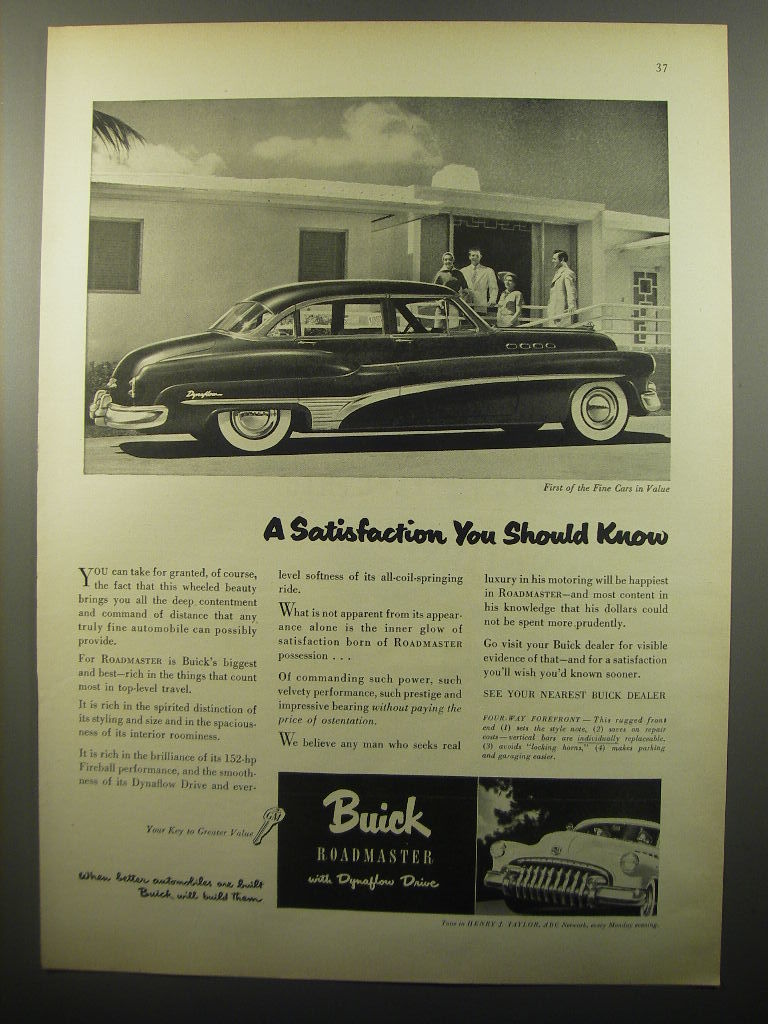 37
Dynaflow
First of the Fine Cars in Value
A Satisfaction You Should Know
YOU can take for granted, of course,
the fact that this wheeled beauty
brings you all the deep contentment
and command of distance that any
truly fine automobile can possibly
provide.
For ROADMASTER is Buick's biggest
and best—rich in the things that count
most in top-level travel.
It is rich in the spirited distinction of
its styling and size and in the spacious-
ness of its interior roominess.
It is rich in the brilliance of its 152-hp
Fireball performance, and the smooth-
ness of its Dynaflow Drive and ever-
level softness of its all-coil-springing
ride.
What is not apparent from its appear-
ance alone is the inner glow of
satisfaction born of ROADMASTER
possession . . .
Of commanding such power, such
velvety performance, such prestige and
impressive bearing without paying the
price of ostentation.
We believe any man who seeks real
luxury in his motoring will be happiest
in ROADMASTER—and most content in
his knowledge that his dollars could
not be spent more prudently.
Go visit your Buick dealer for visible
evidence of that—and for a satisfaction
you'll wish you'd known sooner.
SEE YOUR NEAREST BUICK DEALER
FOUR-WAY FOREFRONT—This rugged front
end (1) sets the style note, (2) saves on repair
costs—vertical bars are individually replaceable,
(3) avoids "locking horns," (4) makes parking
and garaging easier.
Your Key to Greater Value
GM
When better automobiles are built
Buick will build them
Buick
ROADMASTER
with Dynaflow Drive
Tune in HENRY J. TAYLOR, ABC Network, every Monday evening.